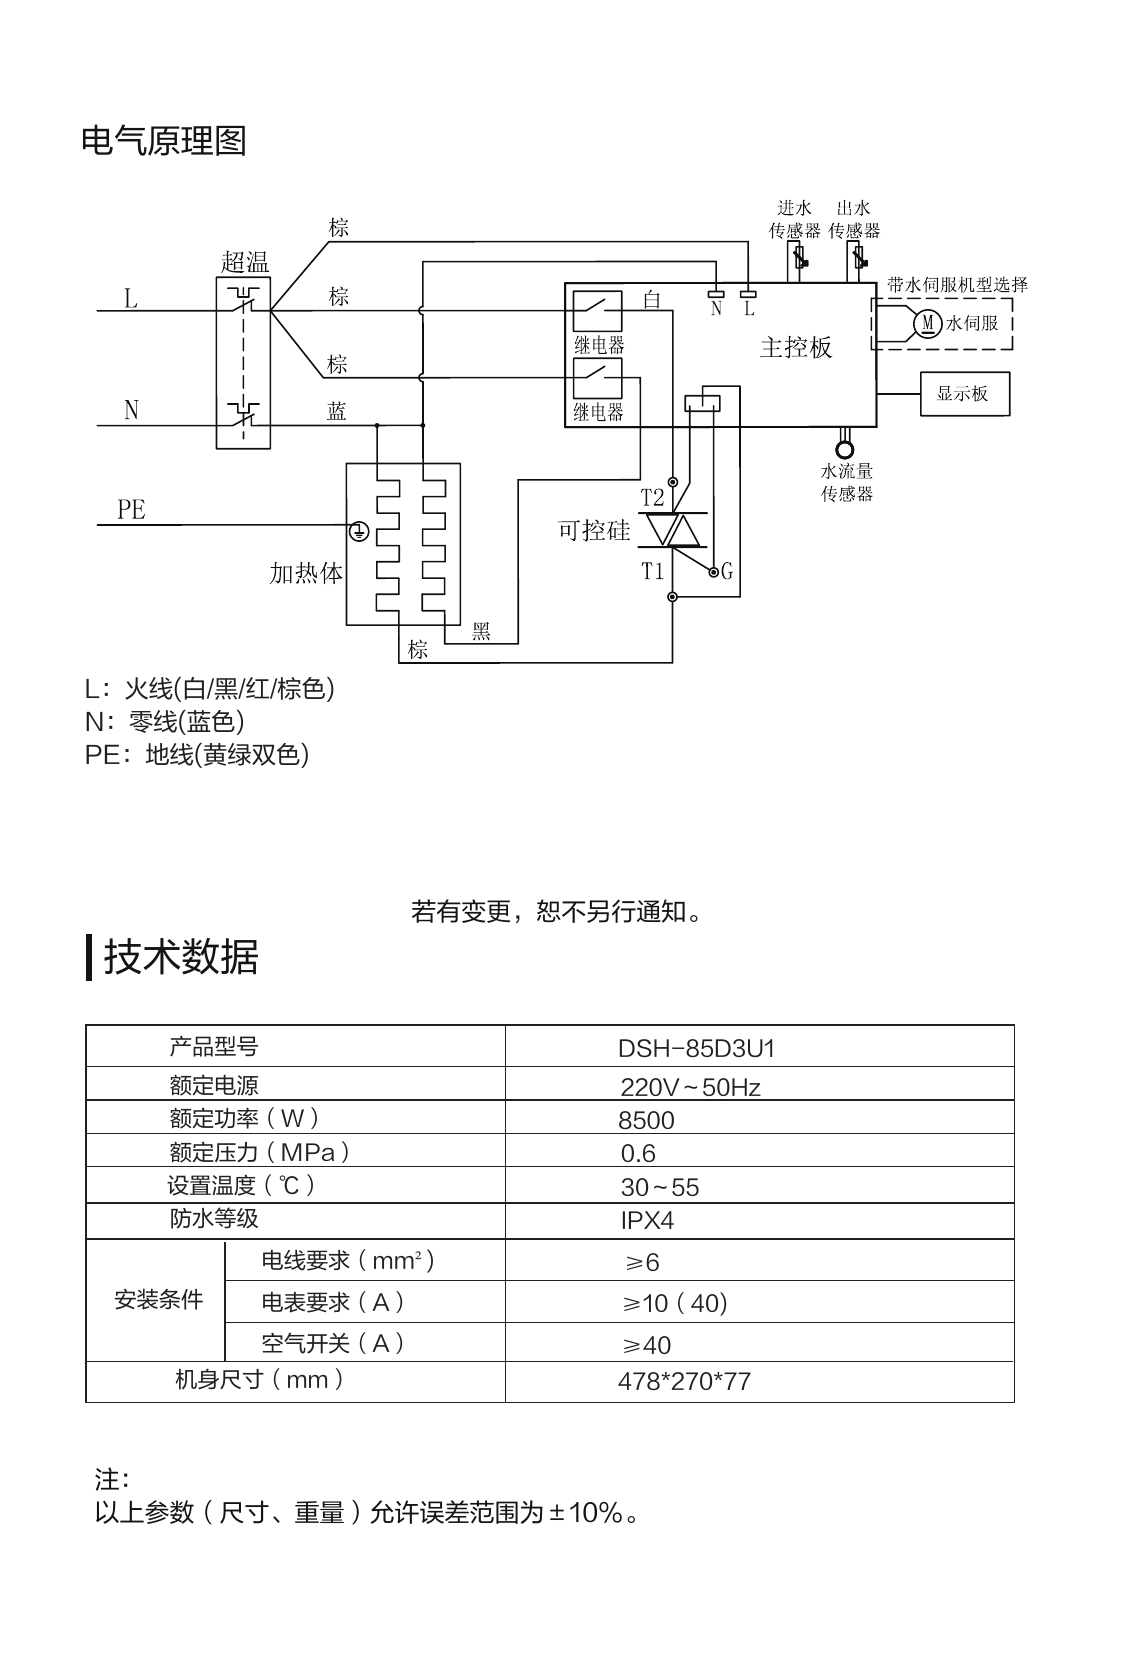 电气原理图
进水
传感器
出水
传感器
棕
超温
带水伺服机型选择
L
棕
白
N
L
M
水伺服
继电器
主控板
棕
显示板
N
蓝
继电器
水流量
传感器
T2
PE
可控硅
加热体
T1
G
黑
棕
L：火线(白/黑/红/棕色)
N：零线(蓝色)
PE：地线(黄绿双色)
若有变更，恕不另行通知。
技术数据
产品型号 DSH-85D3U1
额定电源 220V～50Hz
额定功率（W） 8500
额定压力（MPa） 0.6
设置温度（℃） 30～55
防水等级 IPX4
安装条件
电线要求（mm²） ≥6
电表要求（A） ≥10（40)
空气开关（A） ≥40
机身尺寸（mm） 478*270*77
注：
以上参数（尺寸、重量）允许误差范围为±10%。